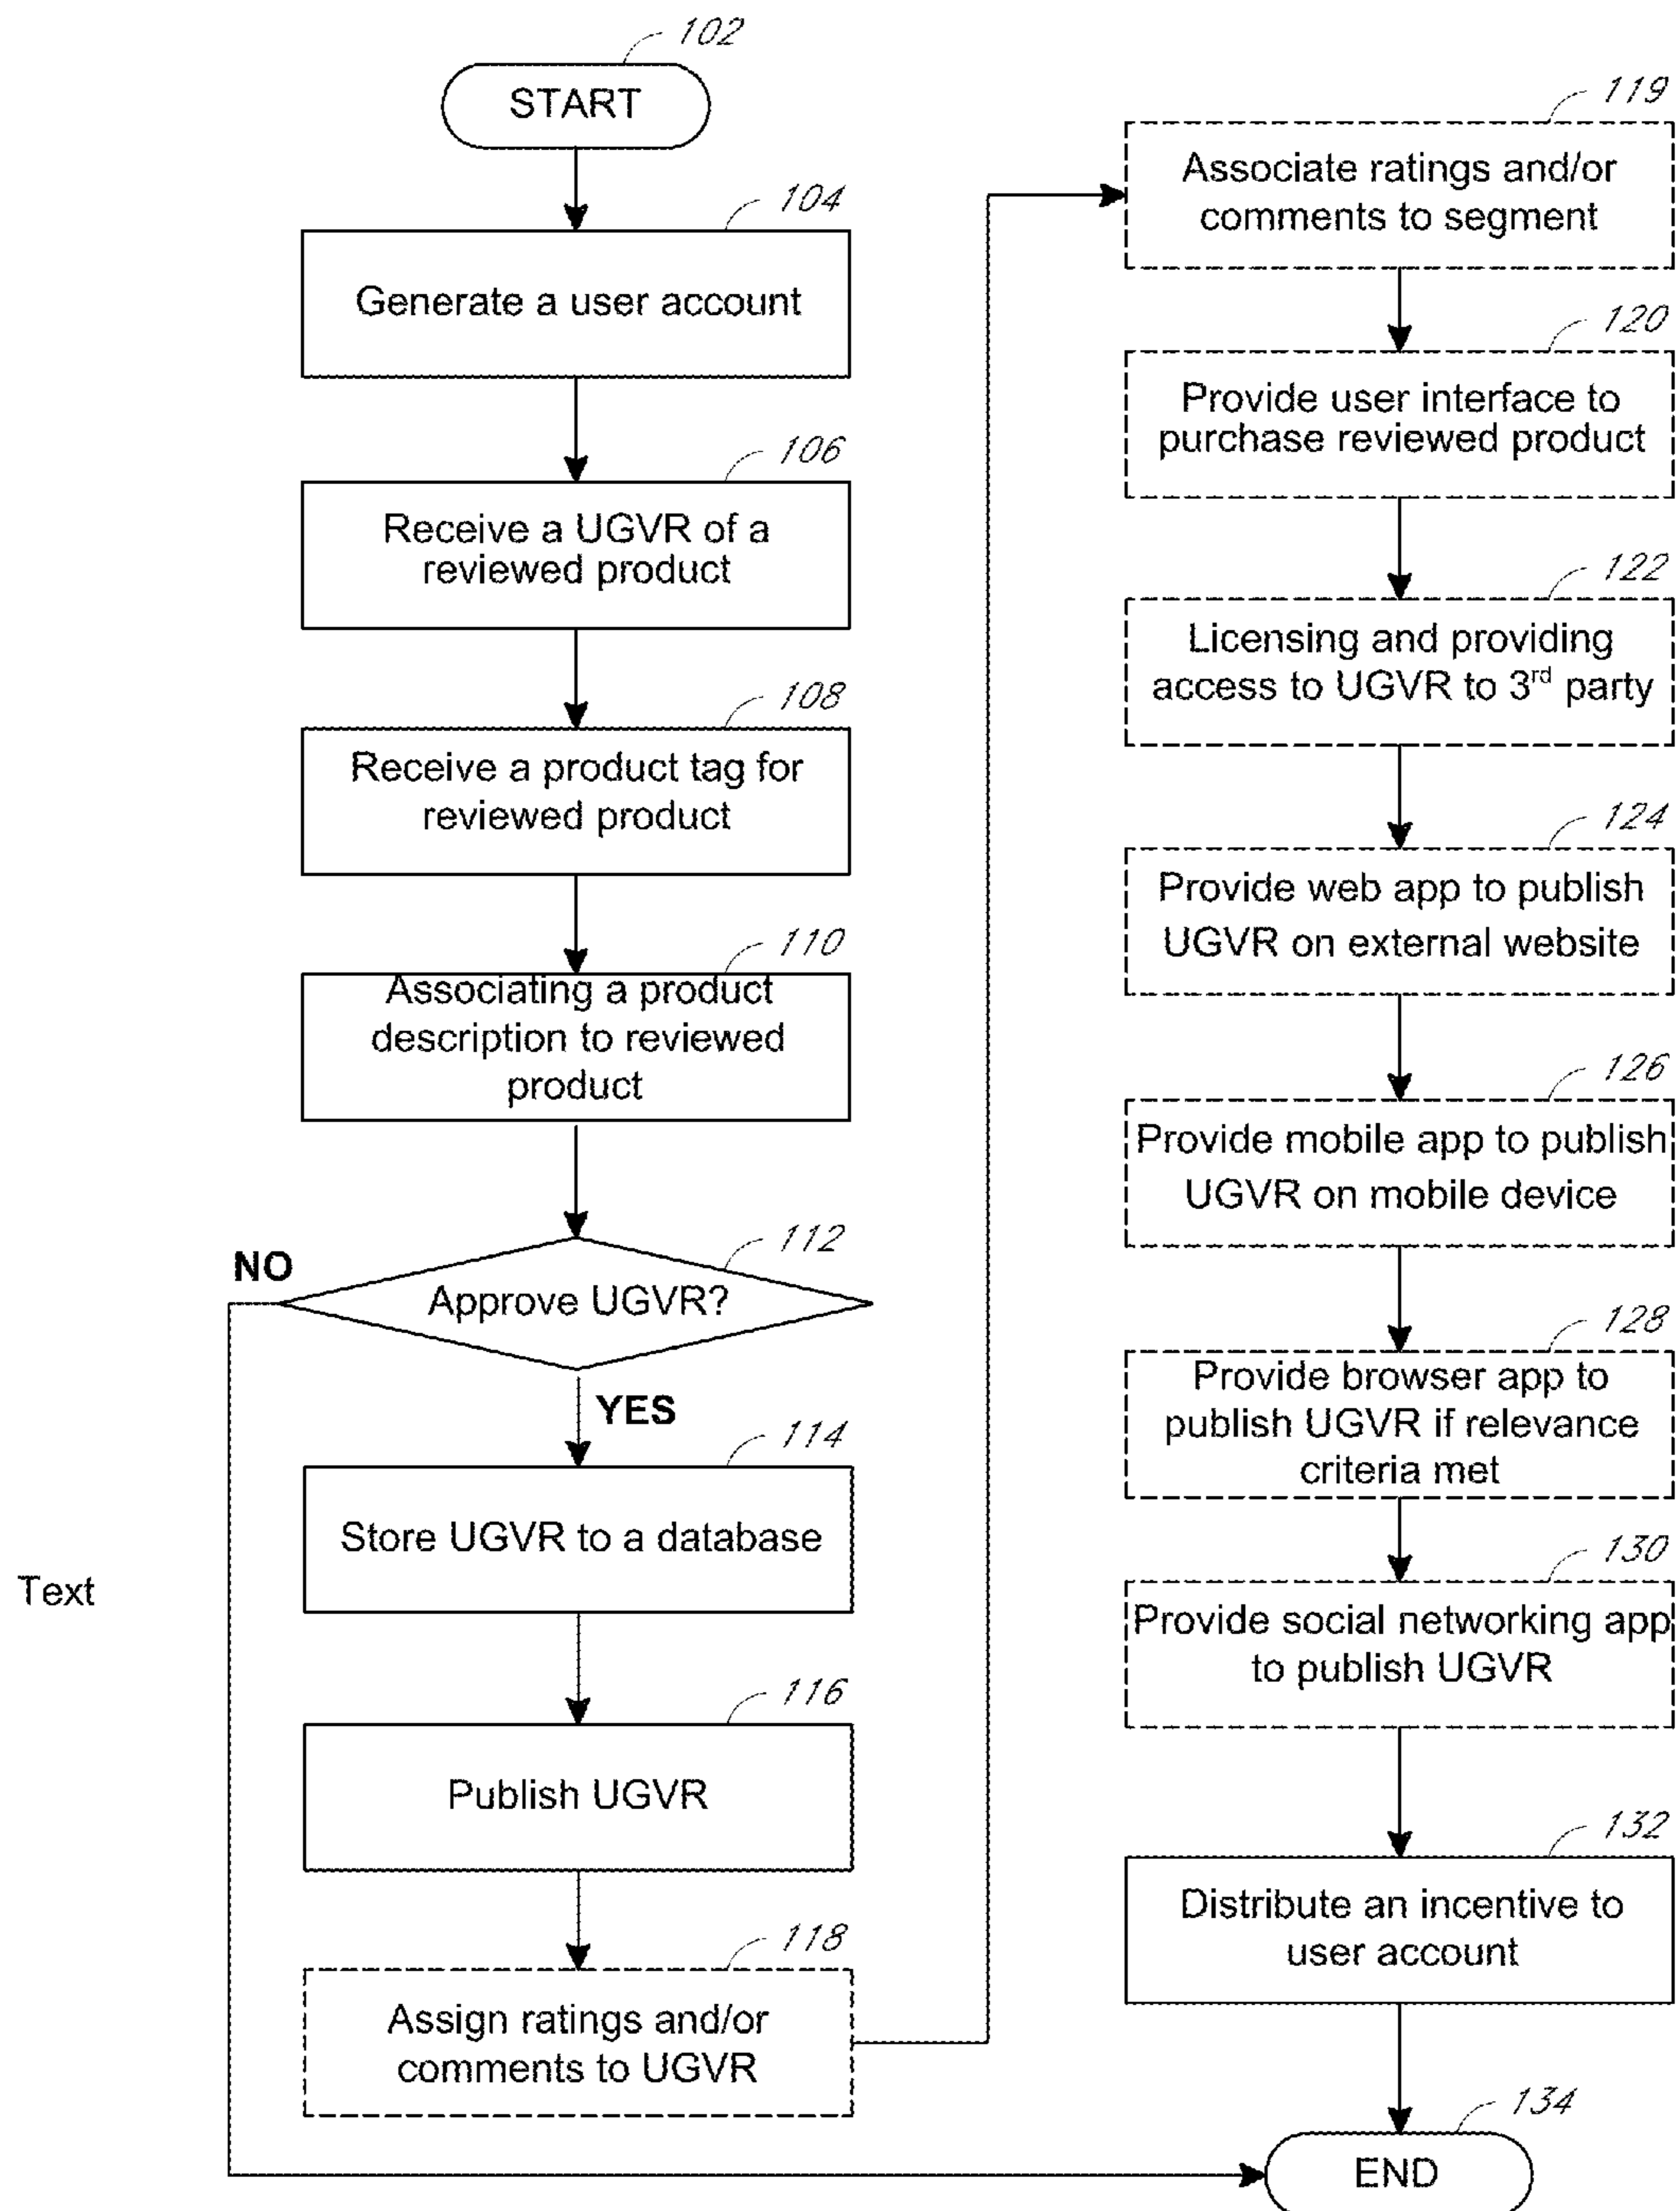 102
START
104
Generate a user account
106
Receive a UGVR of a
reviewed product
108
Receive a product tag for
reviewed product
110
Associating a product
description to reviewed
product
112
NO
Approve UGVR?
YES
114
Store UGVR to a database
Text
116
Publish UGVR
118
Assign ratings and/or
comments to UGVR
119
Associate ratings and/or
comments to segment
120
Provide user interface to
purchase reviewed product
122
Licensing and providing
access to UGVR to 3rd party
124
Provide web app to publish
UGVR on external website
126
Provide mobile app to publish
UGVR on mobile device
128
Provide browser app to
publish UGVR if relevance
criteria met
130
Provide social networking app
to publish UGVR
132
Distribute an incentive to
user account
134
END